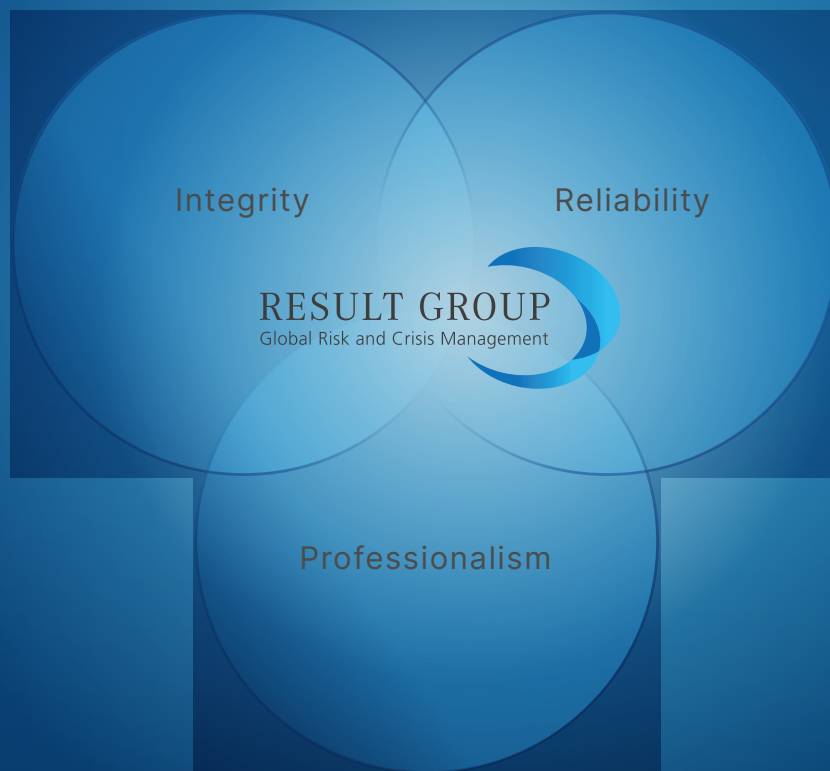 Integrity
Reliability
RESULT GROUP
Global Risk and Crisis Management
Professionalism